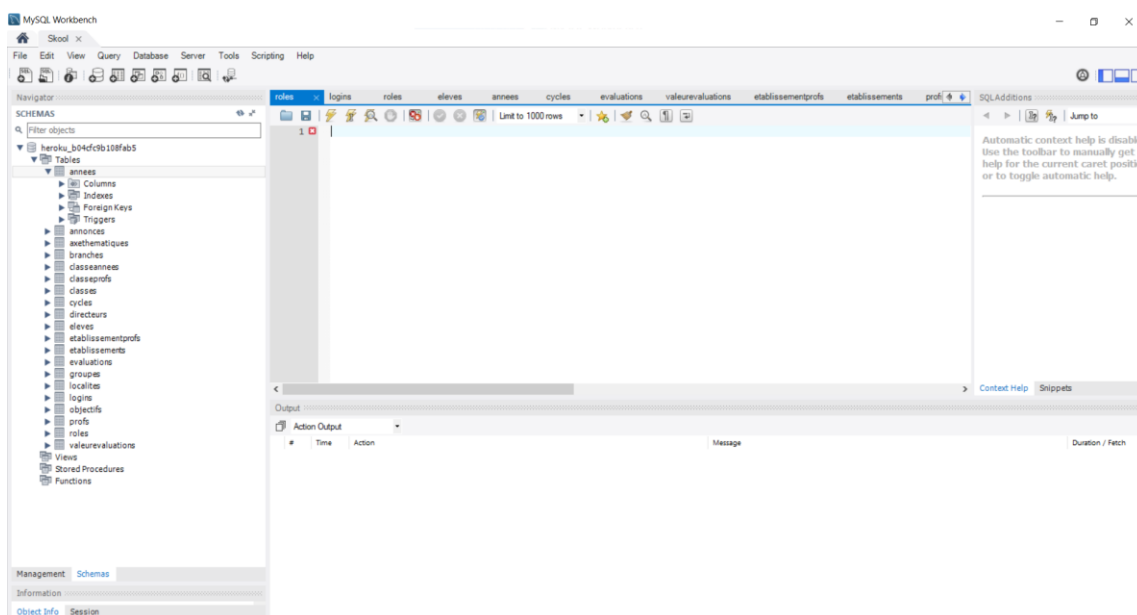 MySQL Workbench
Skool
File Edit View Query Database Server Tools Scripting Help
Navigator
SCHEMAS
Filter objects
heroku_b04cfc9b108fab5
Tables
annees
Columns
Indexes
Foreign Keys
Triggers
annonces
axethematiques
branches
classeannees
classeprofs
classes
cycles
directeurs
eleves
etablissementprofs
etablissements
evaluations
groupes
localites
logins
objectifs
profs
roles
valeurevaluations
Views
Stored Procedures
Functions
Management Schemas
Information
Object Info Session
roles logins roles eleves annees cycles evaluations valeurevaluations etablissementprofs etablissements prof
Limit to 1000 rows
1
Output
Action Output
# Time Action Message Duration / Fetch
SQLAdditions
Jump to
Automatic context help is disabl
Use the toolbar to manually get
help for the current caret positi
or to toggle automatic help.
Context Help Snippets